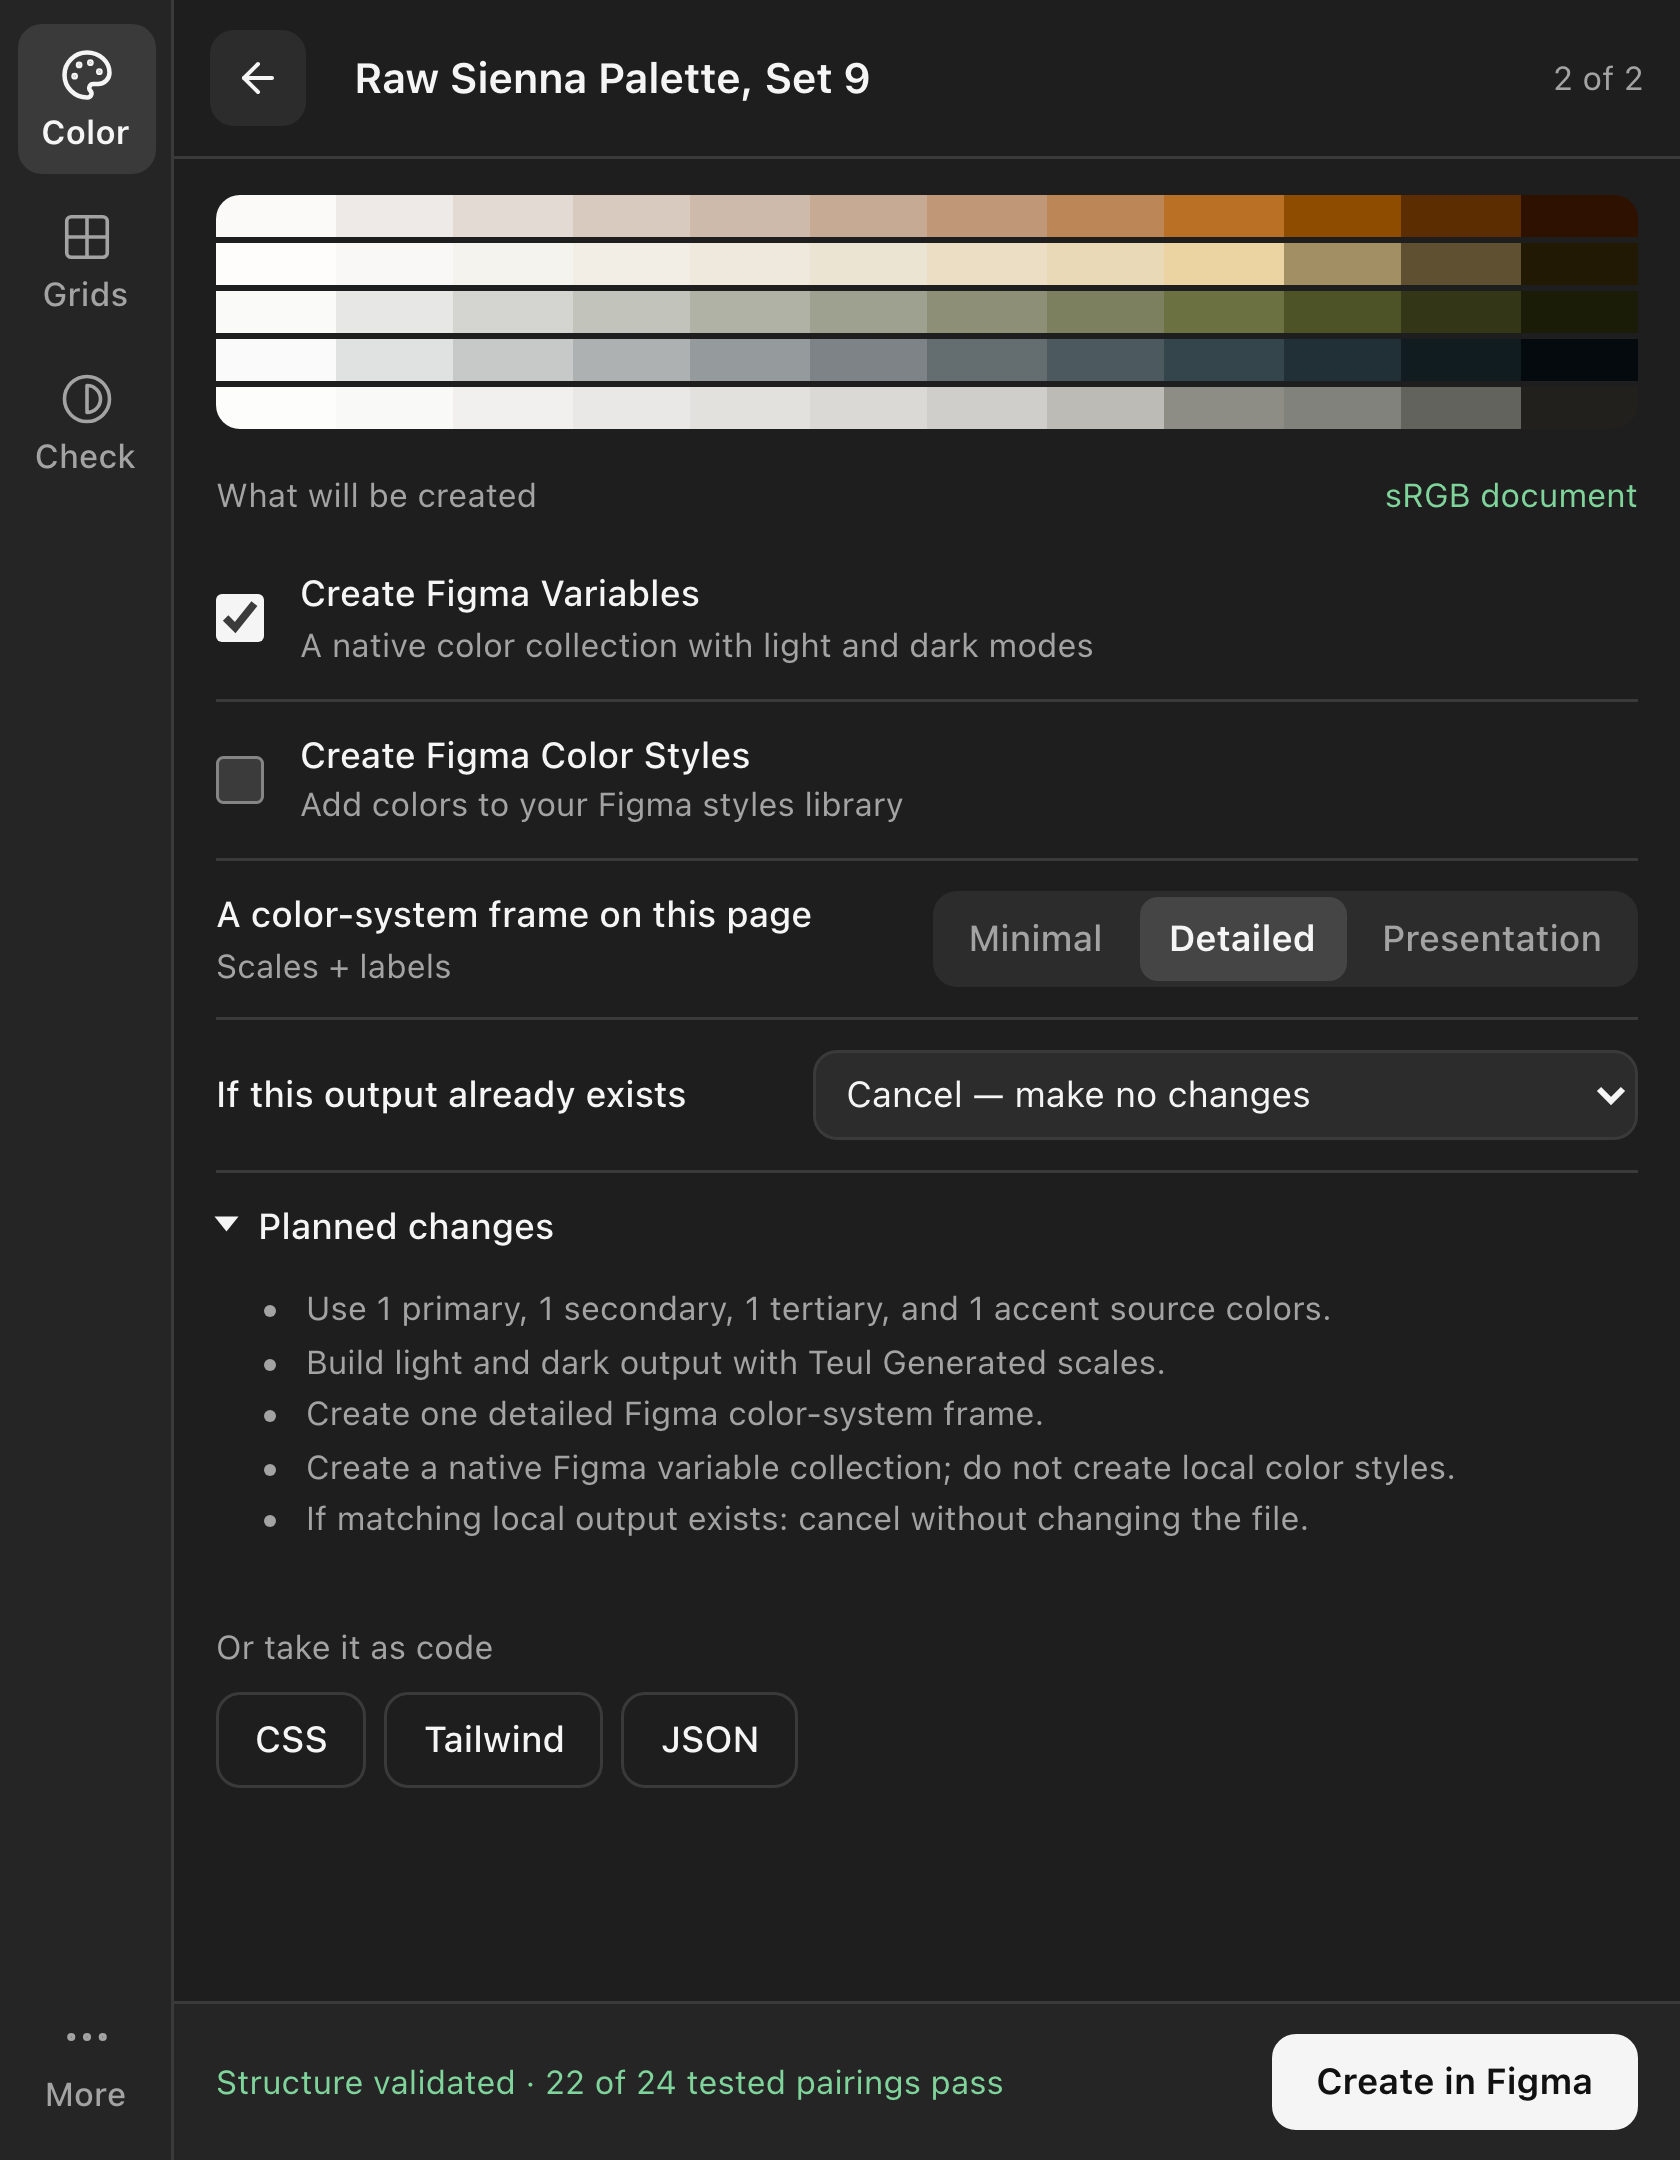 Color
Grids
Check
More
Raw Sienna Palette, Set 9
2 of 2
What will be created
sRGB document
Create Figma Variables
A native color collection with light and dark modes
Create Figma Color Styles
Add colors to your Figma styles library
A color-system frame on this page
Scales + labels
Minimal
Detailed
Presentation
If this output already exists
Cancel — make no changes
Planned changes
• Use 1 primary, 1 secondary, 1 tertiary, and 1 accent source colors.
• Build light and dark output with Teul Generated scales.
• Create one detailed Figma color-system frame.
• Create a native Figma variable collection; do not create local color styles.
• If matching local output exists: cancel without changing the file.
Or take it as code
CSS
Tailwind
JSON
Structure validated · 22 of 24 tested pairings pass
Create in Figma